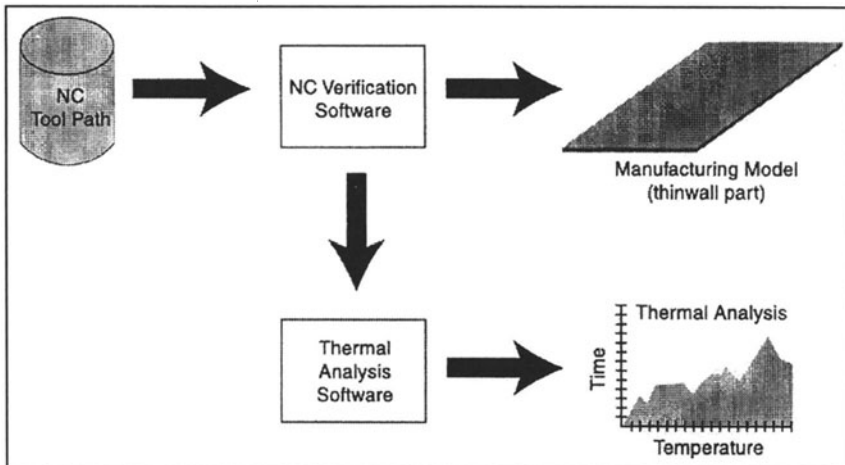 NC
Tool Path
NC Verification
Software
Manufacturing Model
(thinwall part)
Thermal
Analysis
Software
Thermal Analysis
Time
Temperature